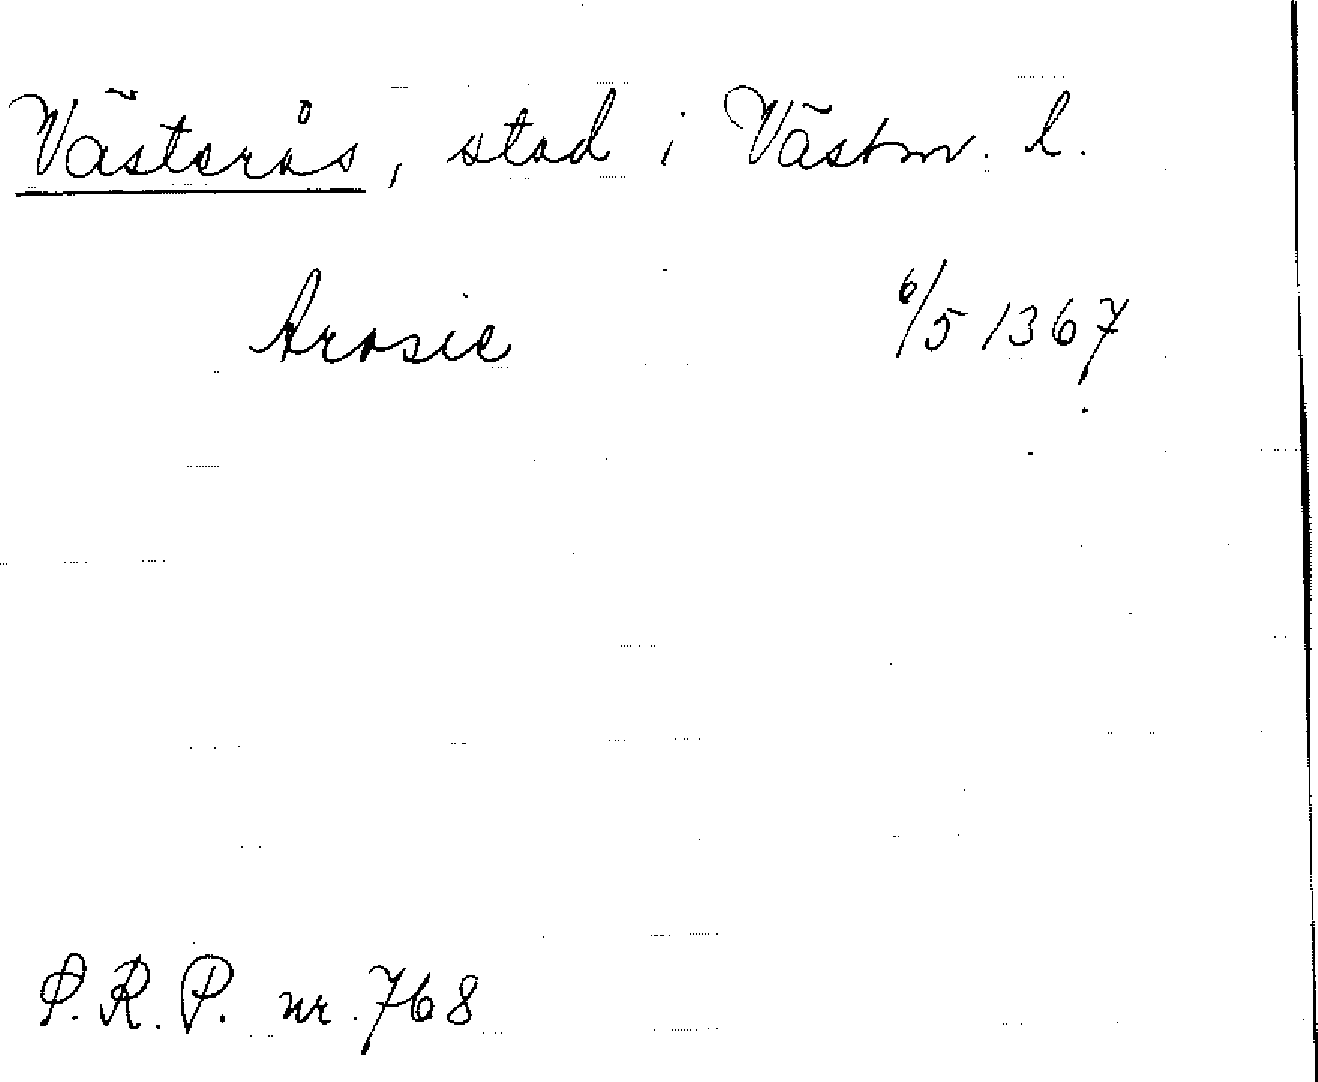 Västerås, stad i Västm. l.
Arosie 6/5 1367
S.R.P. nr. 768